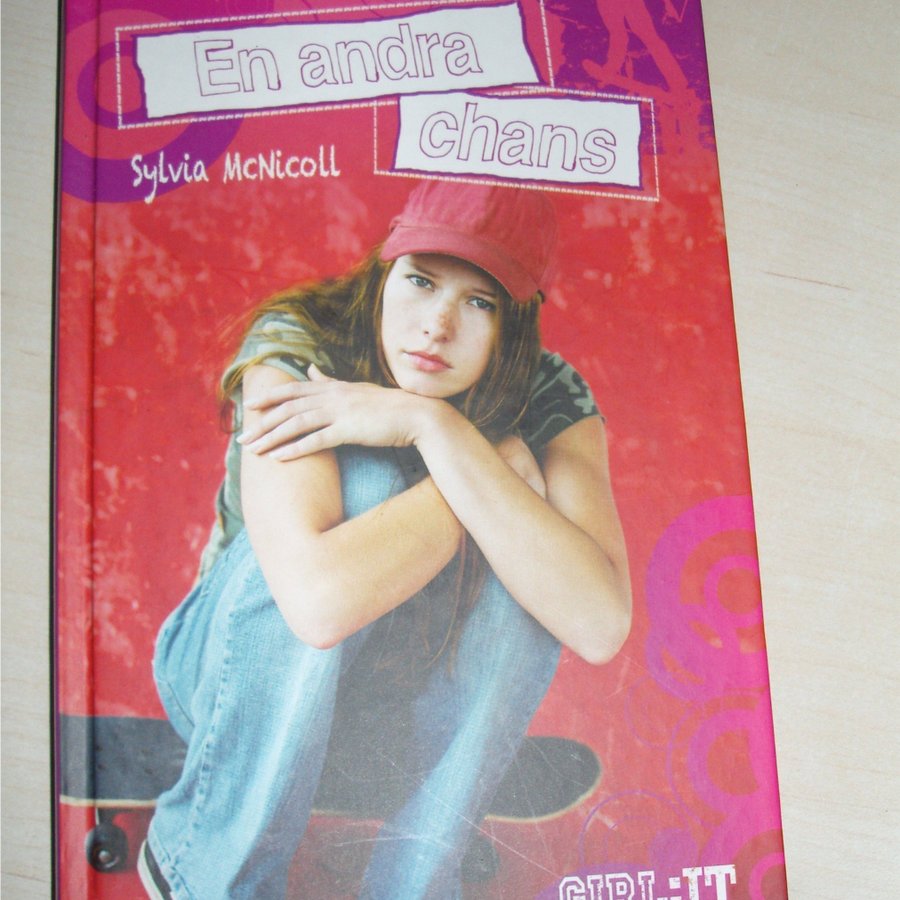 En andra
chans
Sylvia McNicoll
GIRL:IT